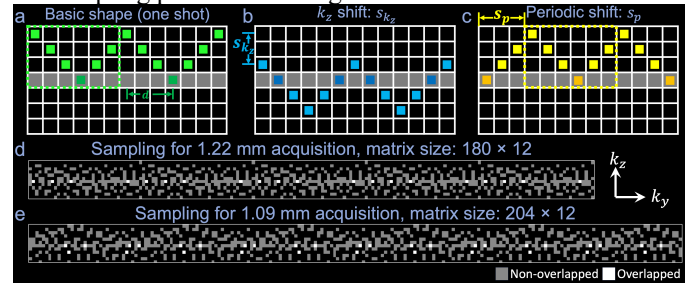 a Basic shape (one shot) b k_z shift: s_{k_z} c Periodic shift: s_p
s_{k_z} s_p
d
d Sampling for 1.22 mm acquisition, matrix size: 180 × 12
k_z
k_y
e Sampling for 1.09 mm acquisition, matrix size: 204 × 12
Non-overlapped Overlapped